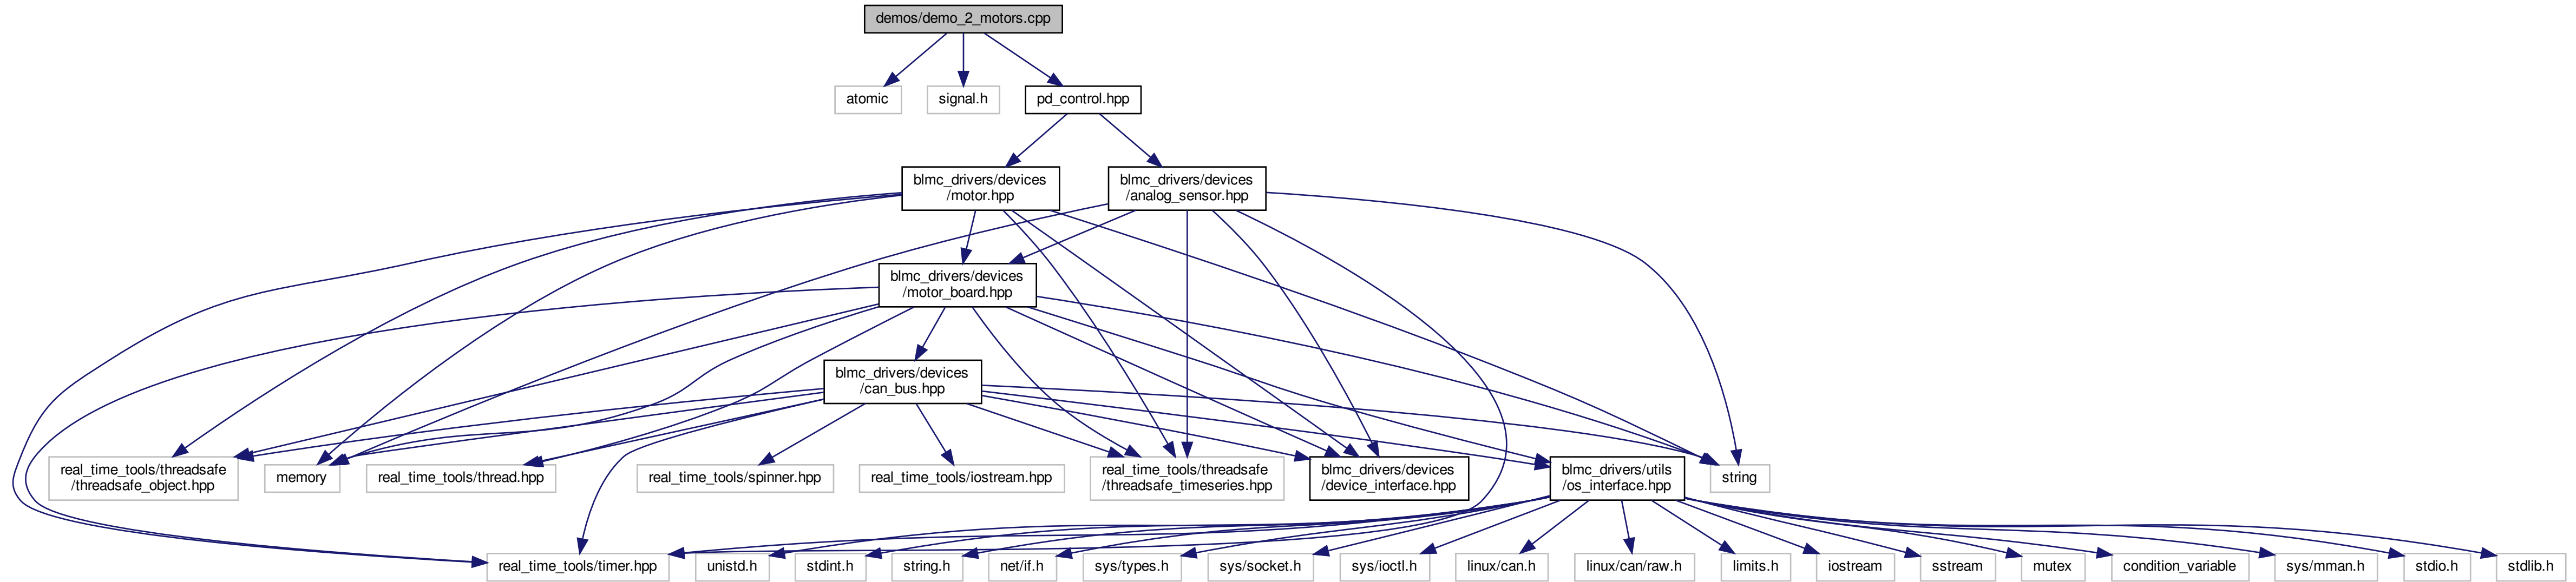 demos/demo_2_motors.cpp
atomic
signal.h
pd_control.hpp
blmc_drivers/devices
/motor.hpp
blmc_drivers/devices
/analog_sensor.hpp
blmc_drivers/devices
/motor_board.hpp
blmc_drivers/devices
/can_bus.hpp
real_time_tools/threadsafe
/threadsafe_object.hpp
memory
real_time_tools/thread.hpp
real_time_tools/spinner.hpp
real_time_tools/iostream.hpp
real_time_tools/threadsafe
/threadsafe_timeseries.hpp
blmc_drivers/devices
/device_interface.hpp
blmc_drivers/utils
/os_interface.hpp
string
real_time_tools/timer.hpp
unistd.h
stdint.h
string.h
net/if.h
sys/types.h
sys/socket.h
sys/ioctl.h
linux/can.h
linux/can/raw.h
limits.h
iostream
sstream
mutex
condition_variable
sys/mman.h
stdio.h
stdlib.h